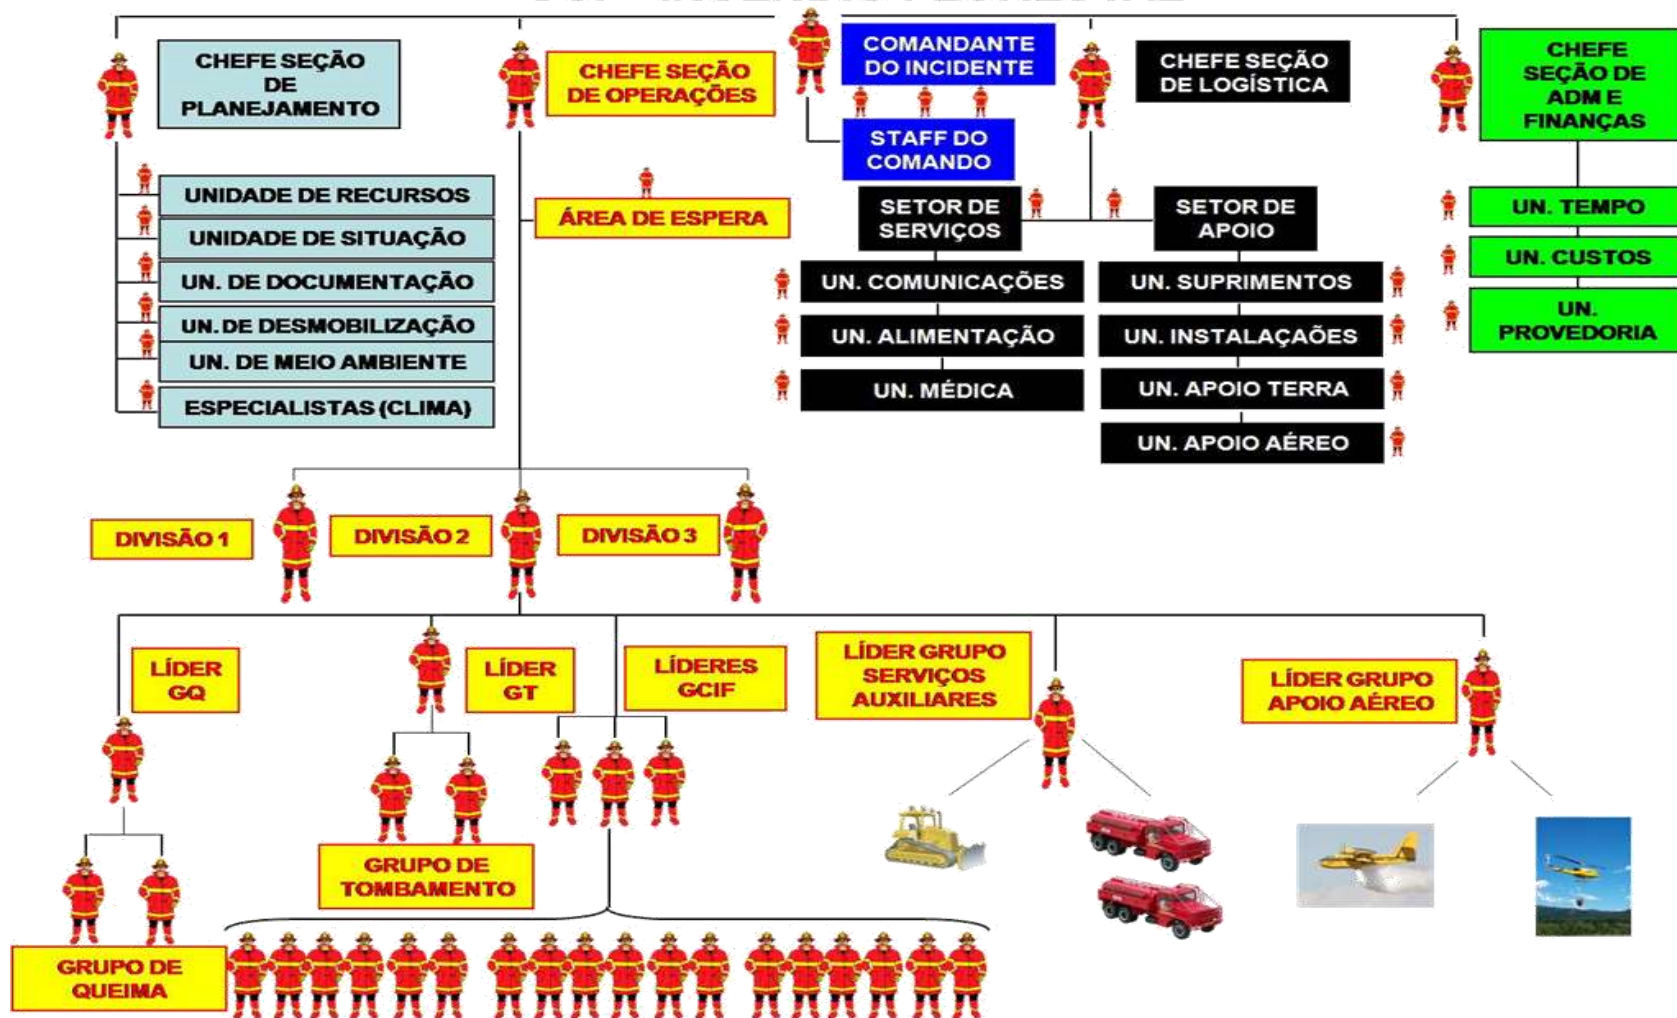 CHEFE SEÇÃO
DE
PLANEJAMENTO
CHEFE SEÇÃO
DE OPERAÇÕES
COMANDANTE
DO INCIDENTE
CHEFE SEÇÃO
DE LOGÍSTICA
CHEFE
SEÇÃO DE
ADM E
FINANÇAS
STAFF DO
COMANDO
UNIDADE DE RECURSOS
UNIDADE DE SITUAÇÃO
UN. DE DOCUMENTAÇÃO
UN. DE DESMOBILIZAÇÃO
UN. DE MEIO AMBIENTE
ESPECIALISTAS (CLIMA)
ÁREA DE ESPERA
SETOR DE
SERVIÇOS
UN. COMUNICAÇÕES
UN. ALIMENTAÇÃO
UN. MÉDICA
SETOR DE
APOIO
UN. SUPRIMENTOS
UN. INSTALAÇAÕES
UN. APOIO TERRA
UN. APOIO AÉREO
UN. TEMPO
UN. CUSTOS
UN.
PROVEDORIA
DIVISÃO 1
DIVISÃO 2
DIVISÃO 3
LÍDER
GQ
LÍDER
GT
LÍDERES
GCIF
LÍDER GRUPO
SERVIÇOS
AUXILIARES
LÍDER GRUPO
APOIO AÉREO
GRUPO DE
TOMBAMENTO
GRUPO DE
QUEIMA